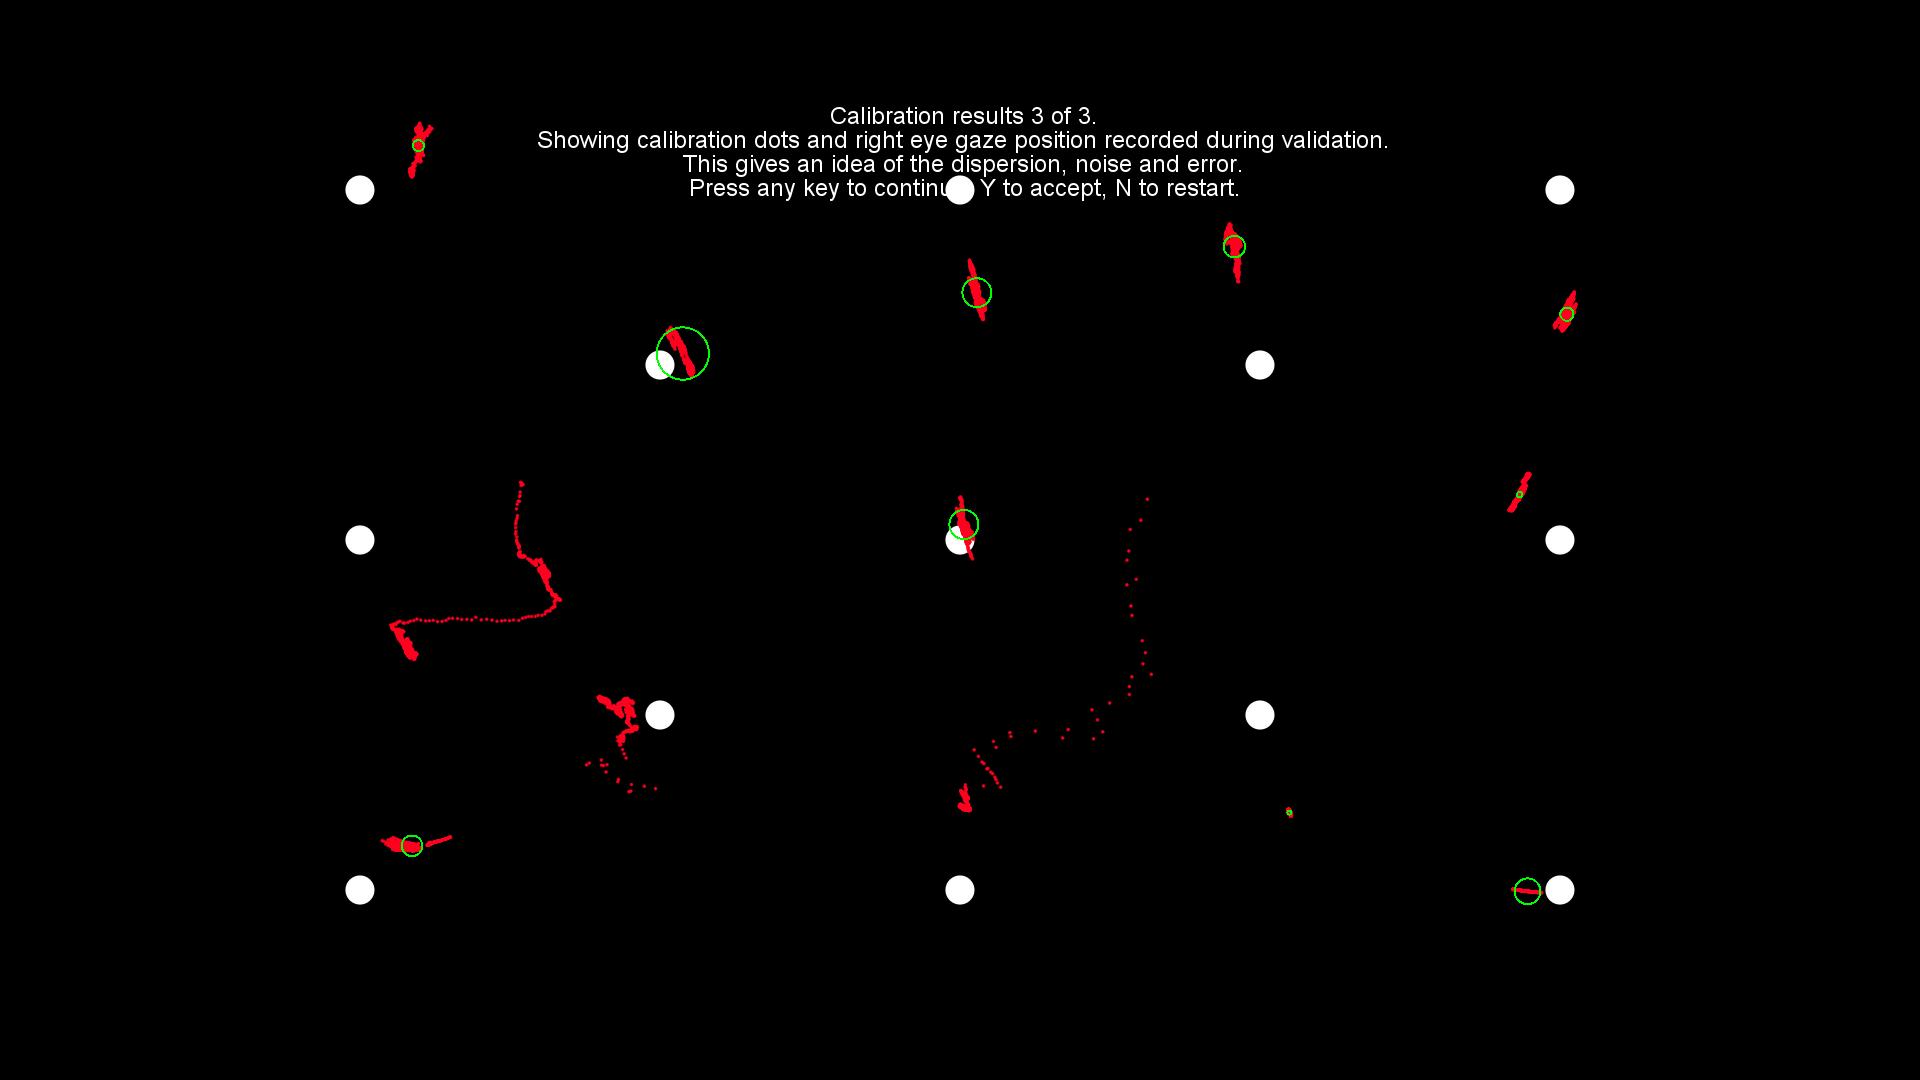 Calibration results 3 of 3.
Showing calibration dots and right eye gaze position recorded during validation.
This gives an idea of the dispersion, noise and error.
Press any key to continu Y to accept, N to restart.